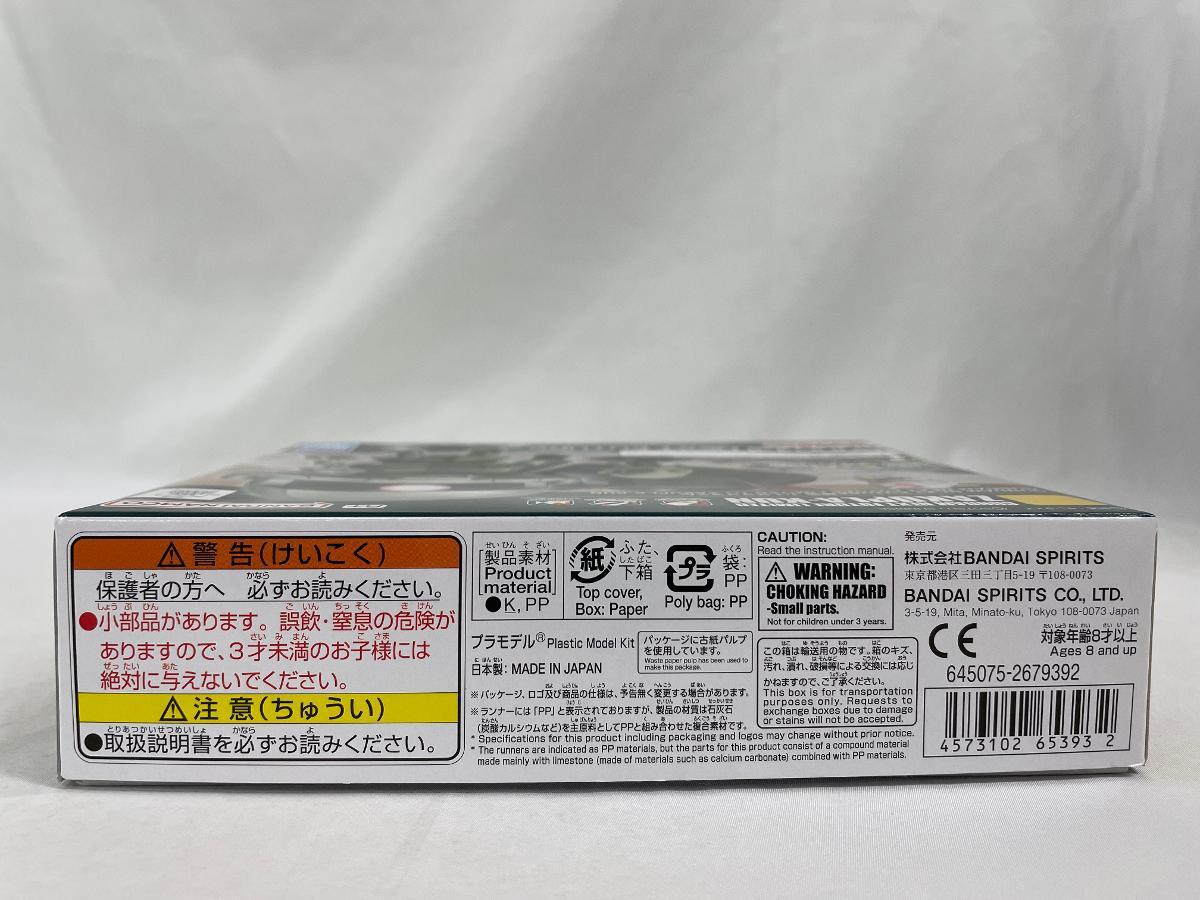 警告(けいこく)
保護者の方へ 必ずお読みください。
●小部品があります。誤飲・窒息の危険が
ありますので、3才未満のお子様には
絶対に与えないでください。
注意(ちゅうい)
●取扱説明書を必ずお読みください。
[製品素材]
[Product material]
●K, PP
紙
ふた、
下箱
Top cover,
Box: Paper
プラ
袋:
PP
Poly bag: PP
プラモデル® Plastic Model Kit
日本製: MADE IN JAPAN
パッケージに古紙パルプ
を使用しています。
Waste paper pulp has been used to
make this package.
※パッケージ、ロゴ及び商品の仕様は、予告無く変更する場合があります。
※ランナーには「PP」と表示されておりますが、製品の材質は石灰石
(炭酸カルシウムなど)を主原料としてPPと組み合わせた複合素材です。
* Specifications for this product including packaging and logos may change without prior notice.
* The runners are indicated as PP materials, but the parts for this product consist of a compound material
made mainly with limestone (made of materials such as calcium carbonate) combined with PP materials.
CAUTION:
Read the instruction manual.
WARNING:
CHOKING HAZARD
-Small parts.
Not for children under 3 years.
この箱は輸送用の物です。箱のキズ、
汚れ、潰れ、破損等による交換には応じ
かねますので、ご了承ください。
This box is for transportation
purposes only. Requests to
exchange boxes due to damage
or stains will not be accepted.
発売元
株式会社BANDAI SPIRITS
東京都港区三田三丁目5-19 〒108-0073
BANDAI SPIRITS CO., LTD.
3-5-19, Mita, Minato-ku, Tokyo 108-0073 Japan
CE
対象年齢8才以上
Ages 8 and up
645075-2679392
4573102 65393 2